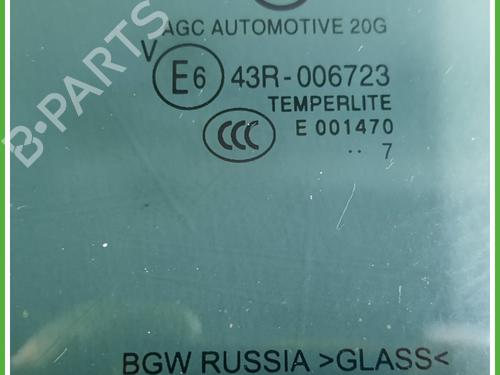 AGC AUTOMOTIVE 20G
V
E6 43R-006723
TEMPERLITE
CCC E 001470
.. 7
BGW RUSSIA >GLASS<
B-PARTS